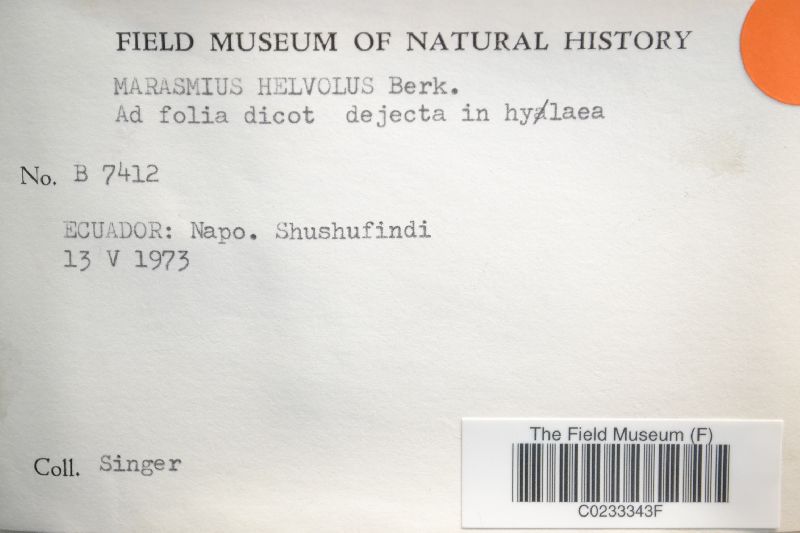 FIELD MUSEUM OF NATURAL HISTORY
MARASMIUS HELVOLUS Berk.
Ad folia dicot dejecta in hylaea
No. B 7412
ECUADOR: Napo. Shushufindi
13 V 1973
Coll. Singer
The Field Museum (F)
C0233343F